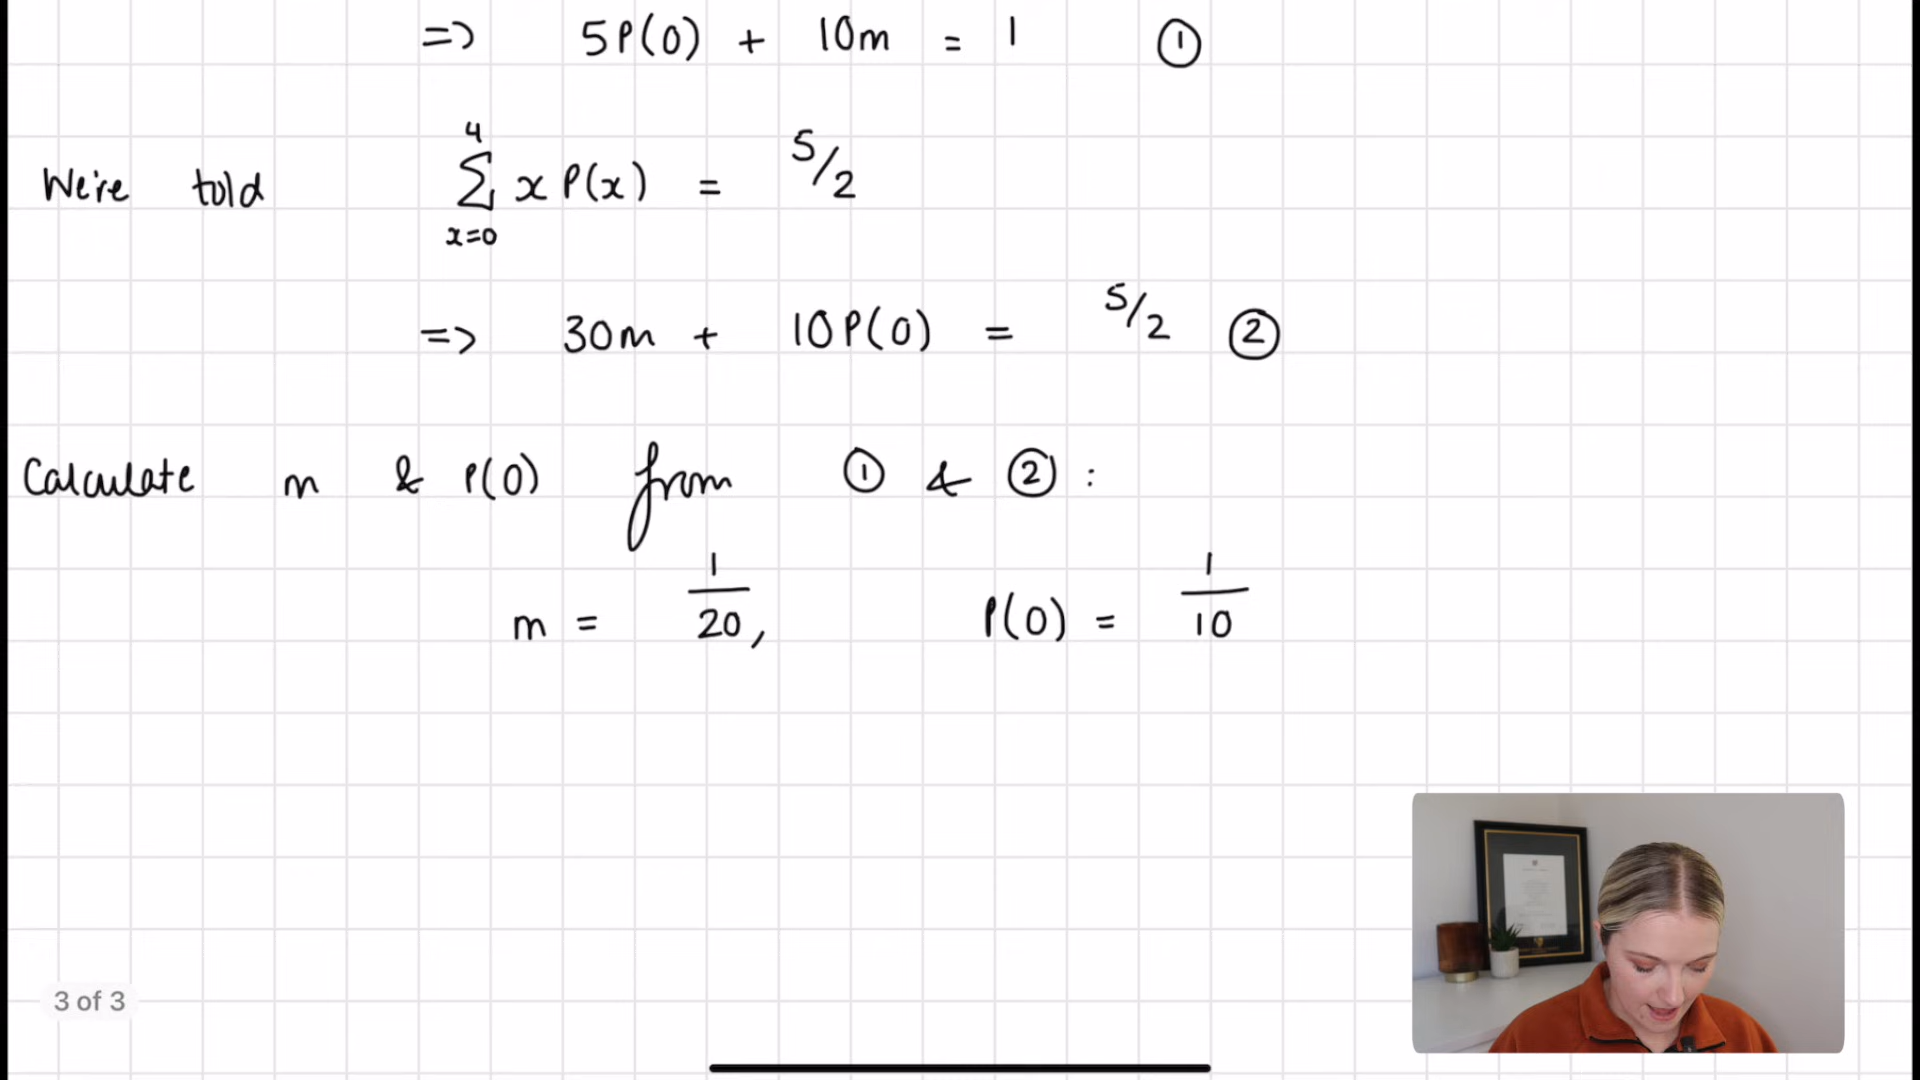 => 5P(0) + 10m = 1 ①
4
We're told ∑ x P(x) = 5/2
x=0
=> 30m + 10P(0) = 5/2 ②
Calculate m & P(0) from ① & ② :
m = 1/20, P(0) = 1/10
3 of 3